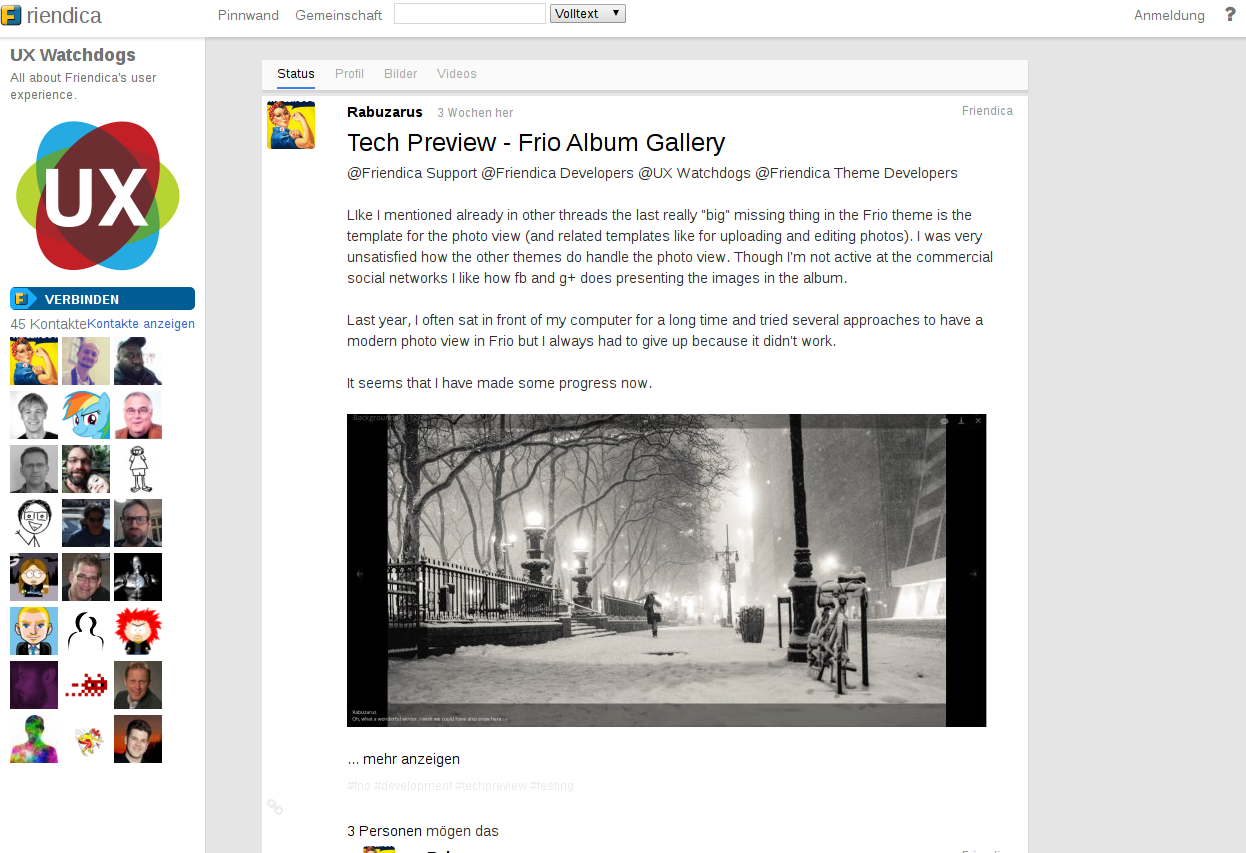 riendica
Pinnwand
Gemeinschaft
Volltext
Anmeldung
?
UX Watchdogs
All about Friendica's user
experience.
UX
VERBINDEN
45 Kontakte
Kontakte anzeigen
Status
Profil
Bilder
Videos
Rabuzarus
3 Wochen her
Friendica
Tech Preview - Frio Album Gallery
@Friendica Support @Friendica Developers @UX Watchdogs @Friendica Theme Developers
LIke I mentioned already in other threads the last really "big" missing thing in the Frio theme is the
template for the photo view (and related templates like for uploading and editing photos). I was very
unsatisfied how the other themes do handle the photo view. Though I'm not active at the commercial
social networks I like how fb and g+ does presenting the images in the album.
Last year, I often sat in front of my computer for a long time and tried several approaches to have a
modern photo view in Frio but I always had to give up because it didn't work.
It seems that I have made some progress now.
Rabuzarus
Oh, what a wonderful winter. I wish we could have also snow here :-)
... mehr anzeigen
#frio #development #techpreview #testing
3 Personen mögen das